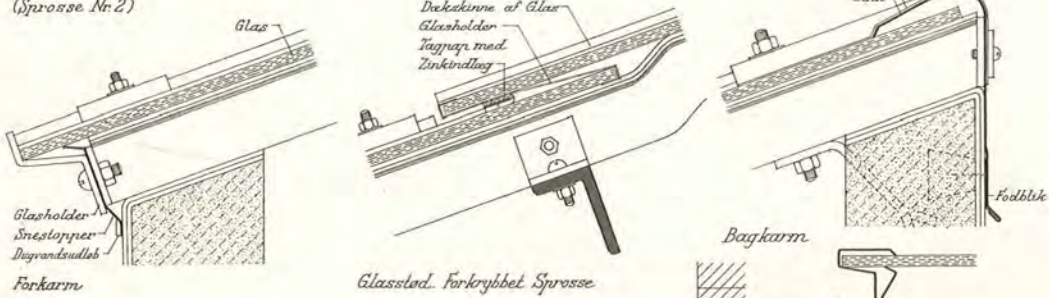 (Sprosse Nr. 2)
Glas
Glasholder
Snestopper
Dugvandsudløb
Forkarm
Dækskinne af Glas
Glasholder
Tagpap med
Zinkindlæg
Glasstød. Forkrybbet Sprosse
Fodblik
Bagkarm